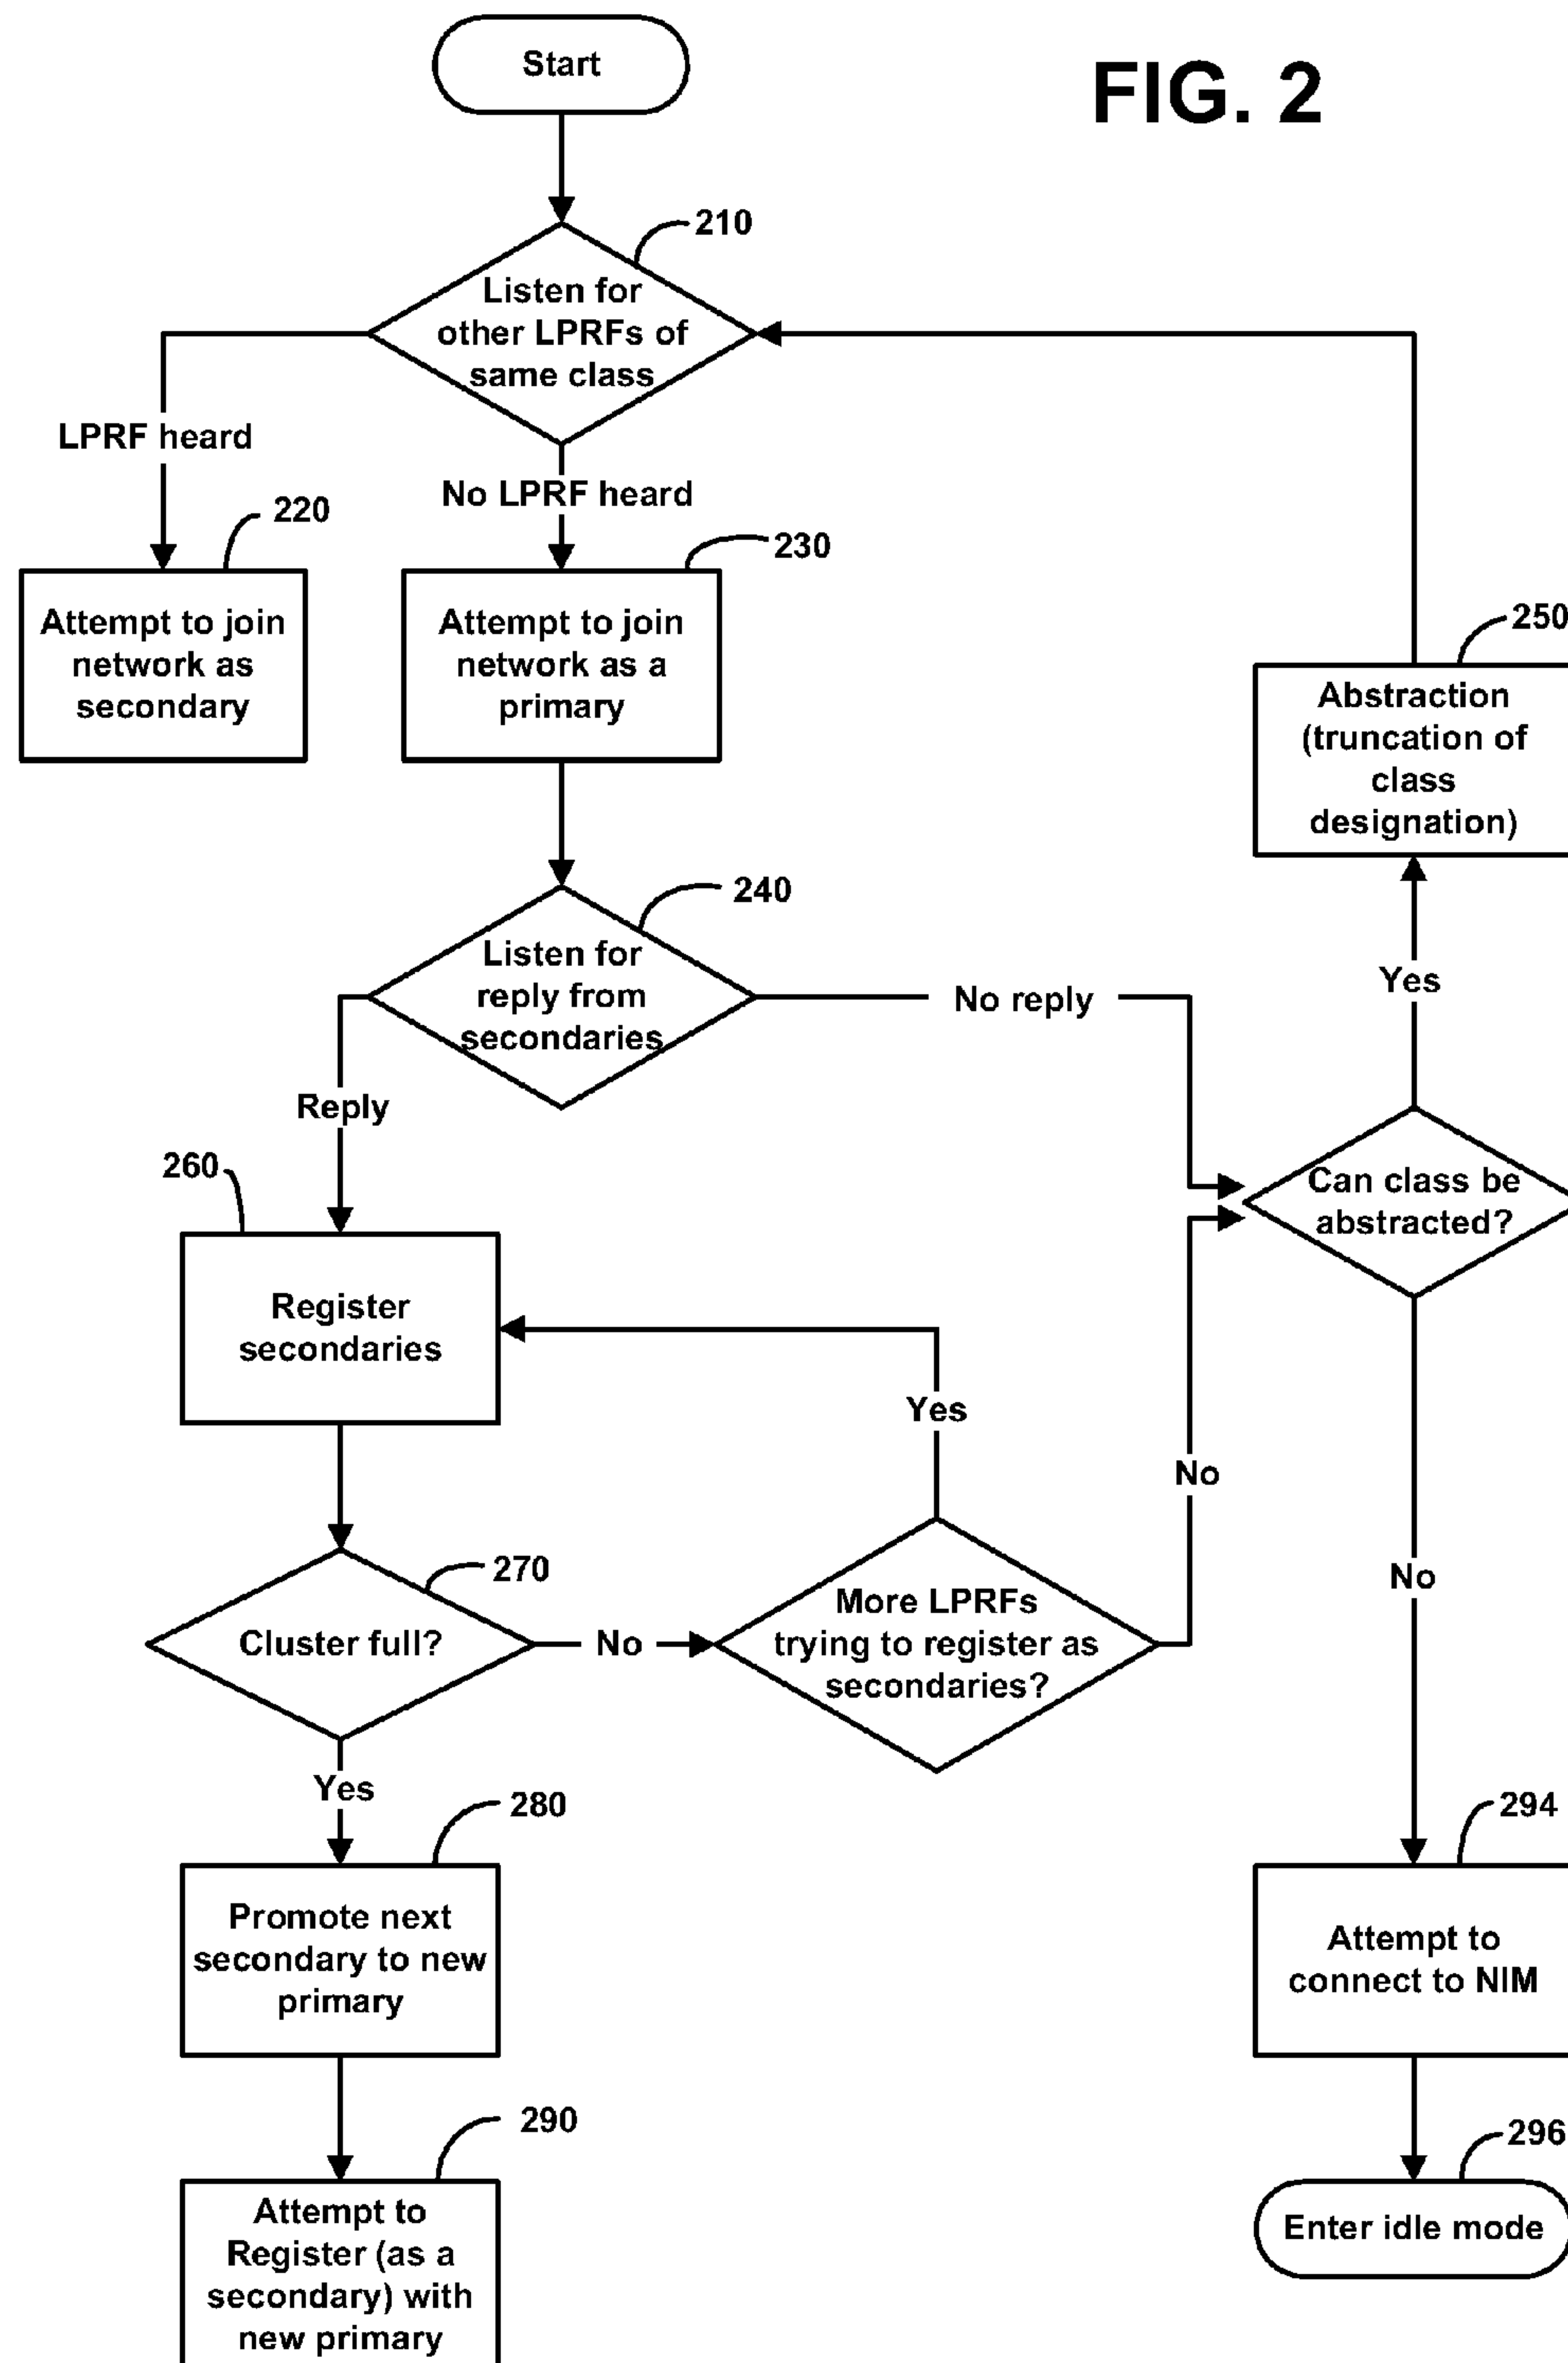 Start
FIG. 2
210
Listen for
other LPRFs of
same class
LPRF heard
No LPRF heard
220
230
Attempt to join
network as
secondary
Attempt to join
network as a
primary
250
Abstraction
(truncation of
class
designation)
240
Listen for
reply from
secondaries
No reply
Yes
Reply
260
Can class be
abstracted?
Register
secondaries
Yes
No
No
270
Cluster full?
No
More LPRFs
trying to register as
secondaries?
Yes
280
294
Promote next
secondary to new
primary
Attempt to
connect to NIM
290
296
Attempt to
Register (as a
secondary) with
new primary
Enter idle mode